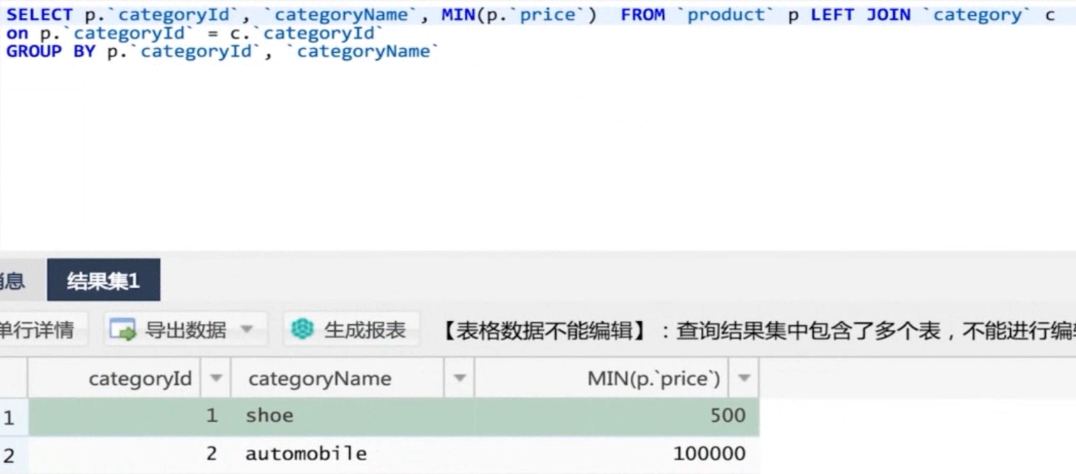 SELECT p.`categoryId`, `categoryName`, MIN(p.`price`)  FROM `product` p LEFT JOIN `category` c
on p.`categoryId` = c.`categoryId`
GROUP BY p.`categoryId`, `categoryName`
消息 结果集1
单行详情 导出数据 生成报表 【表格数据不能编辑】：查询结果集中包含了多个表，不能进行编辑
categoryId categoryName MIN(p.`price`)
1 1 shoe 500
2 2 automobile 100000